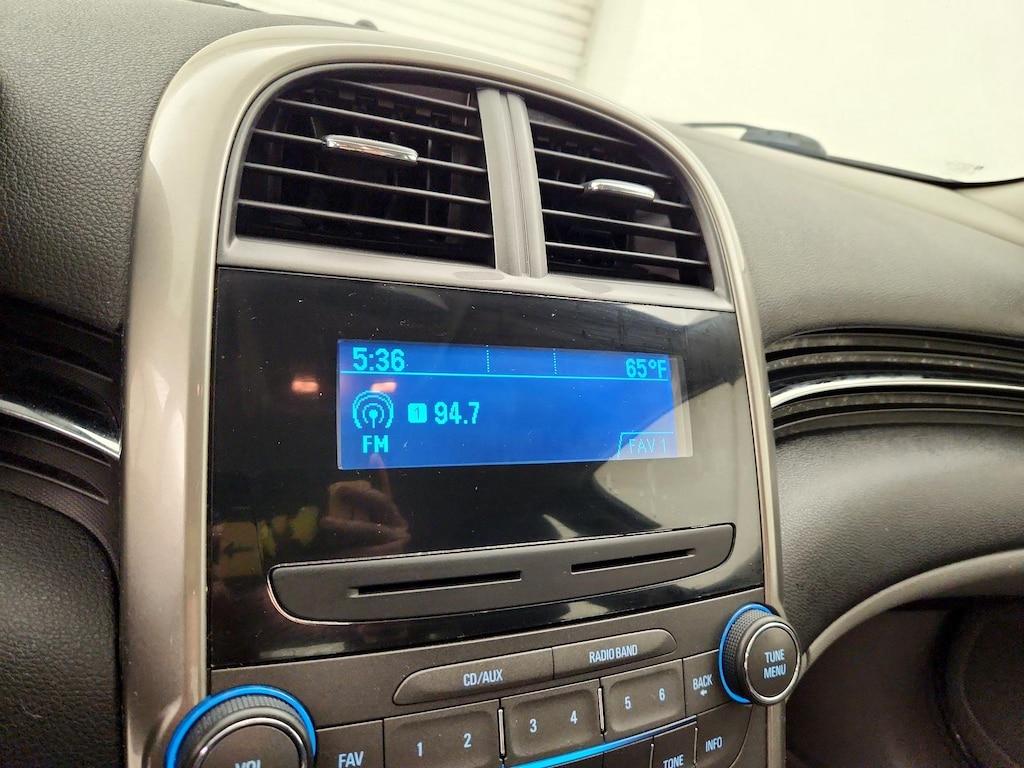 5:36 65°F
1 94.7
FM
FAV 1
CD/AUX RADIO BAND
TUNE
MENU
VOL FAV 1 2 3 4 5 6 BACK
TONE INFO